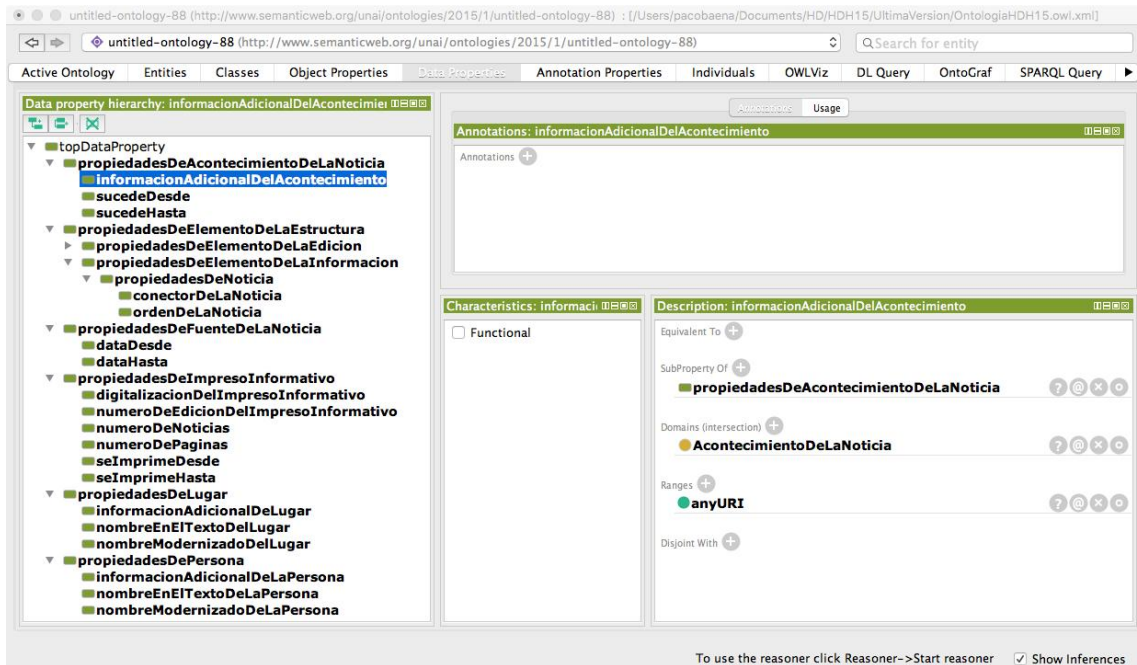 untitled-ontology-88 (http://www.semanticweb.org/unai/ontologies/2015/1/untitled-ontology-88) : [/Users/pacobaena/Documents/HD/HDH15/UltimaVersion/OntologiaHDH15.owl.xml]
untitled-ontology-88 (http://www.semanticweb.org/unai/ontologies/2015/1/untitled-ontology-88)
Search for entity
Active Ontology Entities Classes Object Properties Data Properties Annotation Properties Individuals OWLViz DL Query OntoGraf SPARQL Query
Data property hierarchy: informacionAdicionalDelAcontecimier
topDataProperty
propiedadesDeAcontecimientoDeLaNoticia
informacionAdicionalDelAcontecimiento
sucedeDesde
sucedeHasta
propiedadesDeElementoDeLaEstructura
propiedadesDeElementoDeLaEdicion
propiedadesDeElementoDeLaInformacion
propiedadesDeNoticia
conectorDeLaNoticia
ordenDeLaNoticia
propiedadesDeFuenteDeLaNoticia
dataDesde
dataHasta
propiedadesDeImpresoInformativo
digitalizacionDelImpresoInformativo
numeroDeEdicionDelImpresoInformativo
numeroDeNoticias
numeroDePaginas
seImprimeDesde
seImprimeHasta
propiedadesDeLugar
informacionAdicionalDeLugar
nombreEnElTextoDelLugar
nombreModernizadoDelLugar
propiedadesDePersona
informacionAdicionalDeLaPersona
nombreEnElTextoDeLaPersona
nombreModernizadoDeLaPersona
Annotations Usage
Annotations: informacionAdicionalDelAcontecimiento
Annotations
Characteristics: informaci
Functional
Description: informacionAdicionalDelAcontecimiento
Equivalent To
SubProperty Of
propiedadesDeAcontecimientoDeLaNoticia
Domains (intersection)
AcontecimientoDeLaNoticia
Ranges
anyURI
Disjoint With
To use the reasoner click Reasoner->Start reasoner Show Inferences